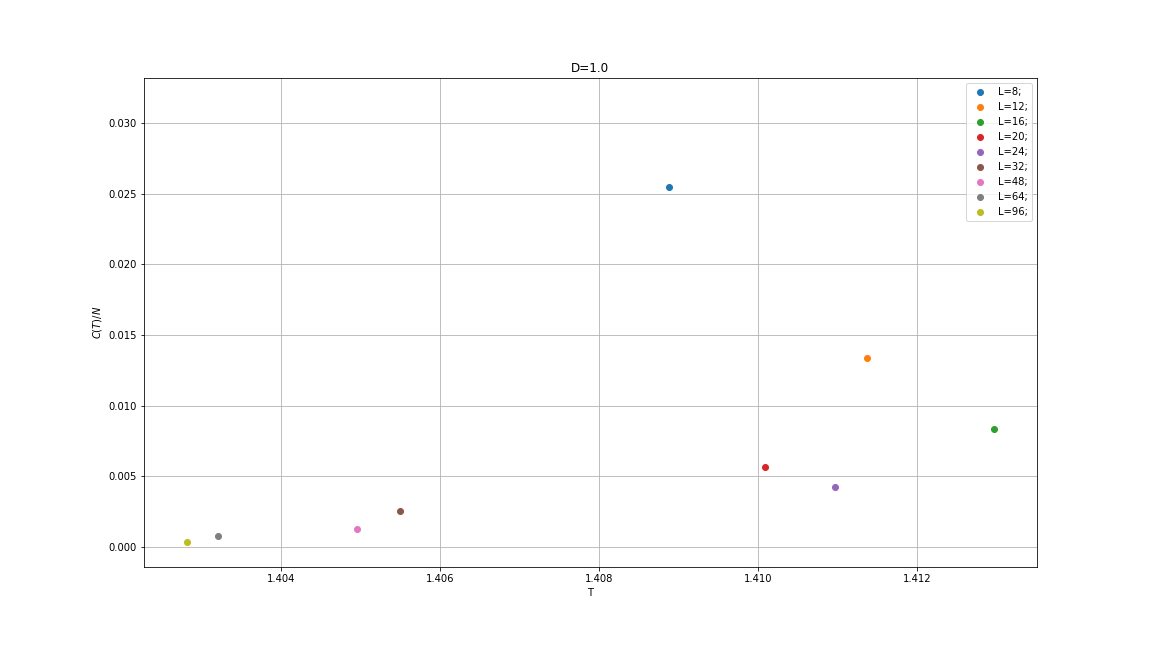 D=1.0
C(T)/N
0.030
0.025
0.020
0.015
0.010
0.005
0.000
1.404 1.406 1.408 1.410 1.412
T
L=8;
L=12;
L=16;
L=20;
L=24;
L=32;
L=48;
L=64;
L=96;